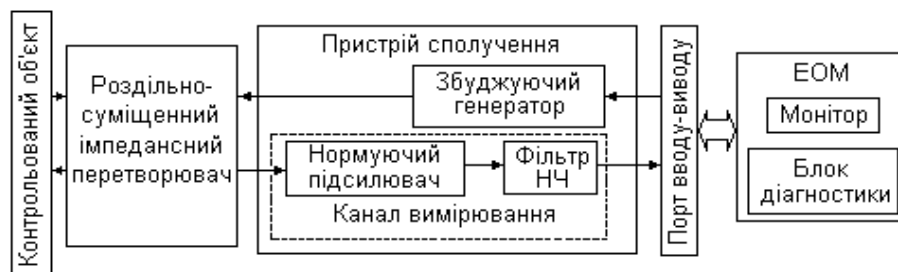 Контрольований об'єкт
Роздільно-
суміщенний
імпедансний
перетворювач
Пристрій сполучення
Збуджуючий
генератор
Нормуючий
підсилювач
Фільтр
НЧ
Канал вимірювання
Порт вводу-виводу
ЕОМ
Монітор
Блок
діагностики